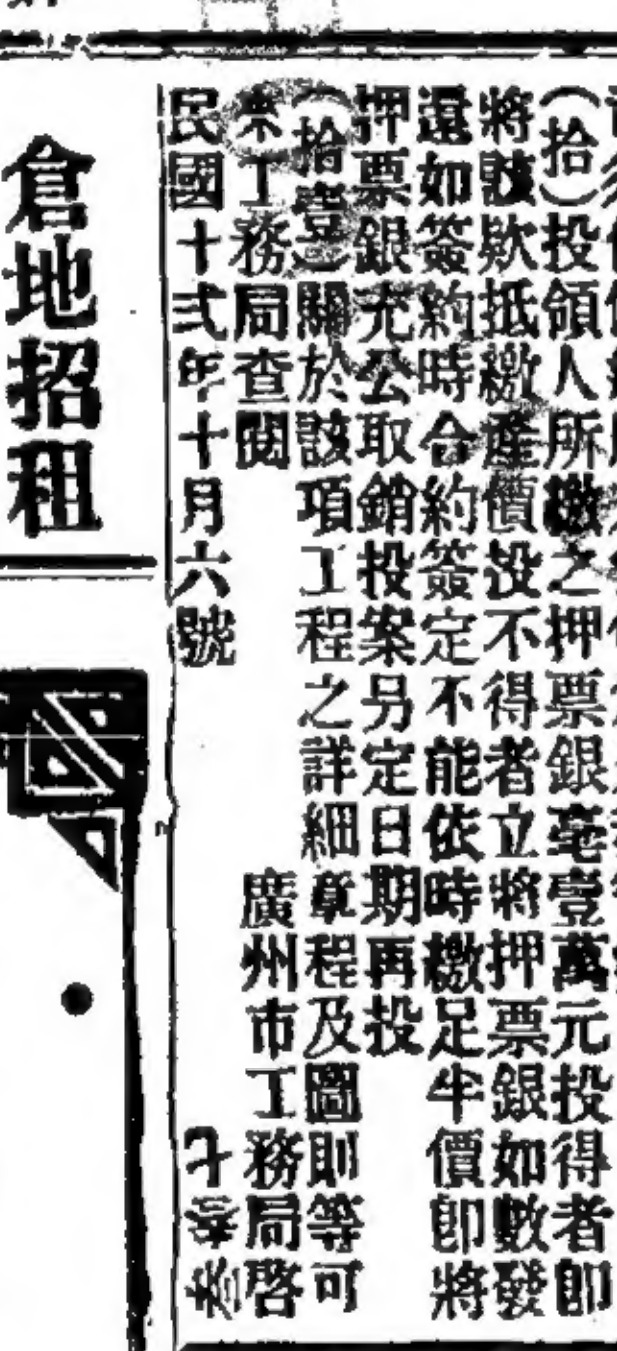 (拾)投領人所繳之押票銀毫壹萬元投得者即
將該欵抵繳產價投不得者立將押票銀如數發
還如簽約時合約簽定不能依時繳足半價即將
押票銀充公取銷投案另定日期再投
(拾壹)關於該項工程之詳細章程及圖則等可
來工務局查閱
廣州市工務局啓
民國十弍年十月六號
倉地招租